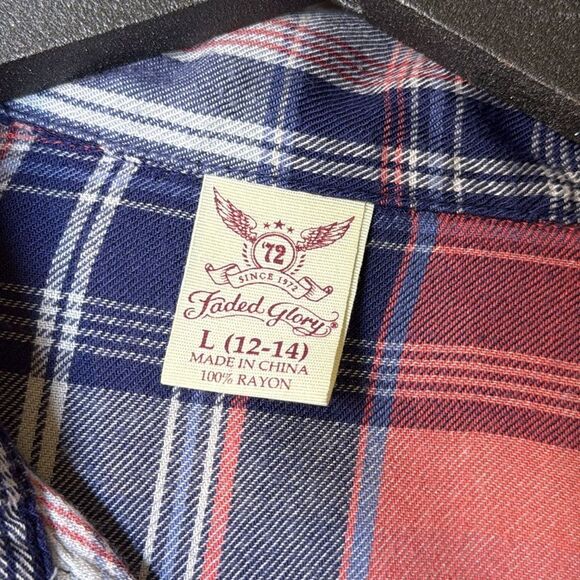 '72
SINCE 1972
Faded Glory
L (12-14)
MADE IN CHINA
100% RAYON